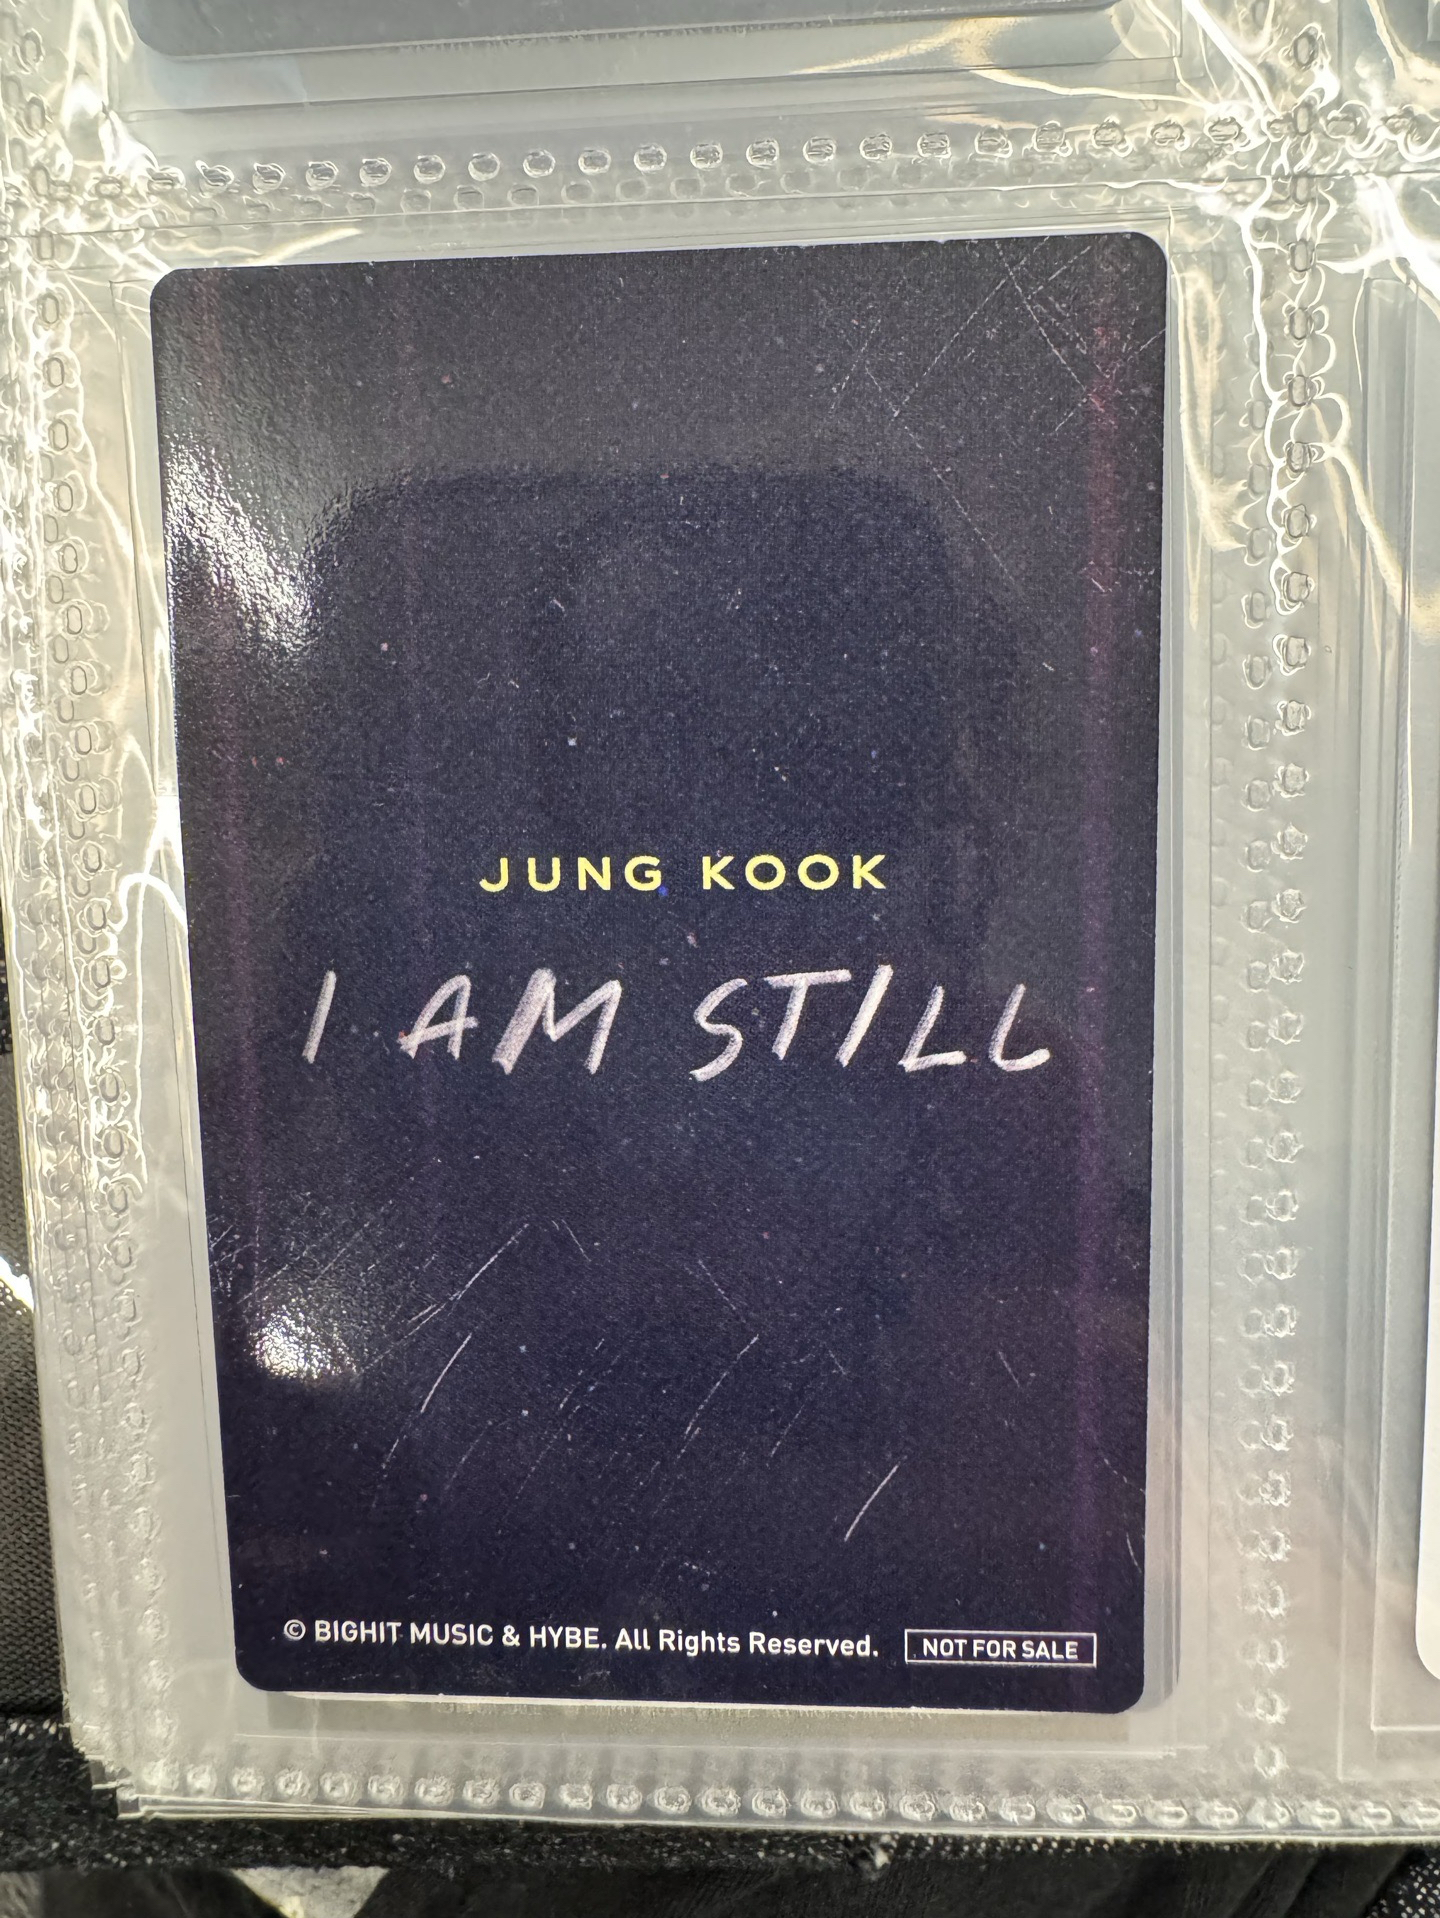 JUNG KOOK
I AM STILL
© BIGHIT MUSIC & HYBE. All Rights Reserved. NOT FOR SALE